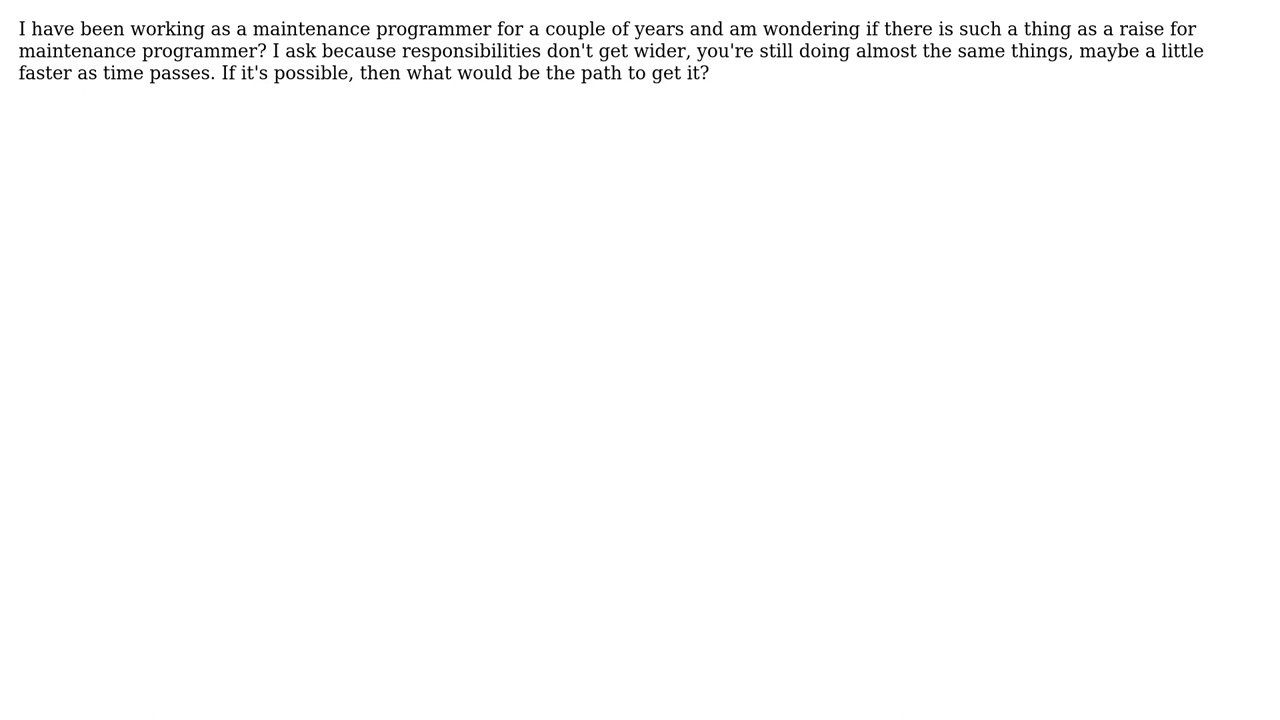 I have been working as a maintenance programmer for a couple of years and am wondering if there is such a thing as a raise for
maintenance programmer? I ask because responsibilities don't get wider, you're still doing almost the same things, maybe a little
faster as time passes. If it's possible, then what would be the path to get it?